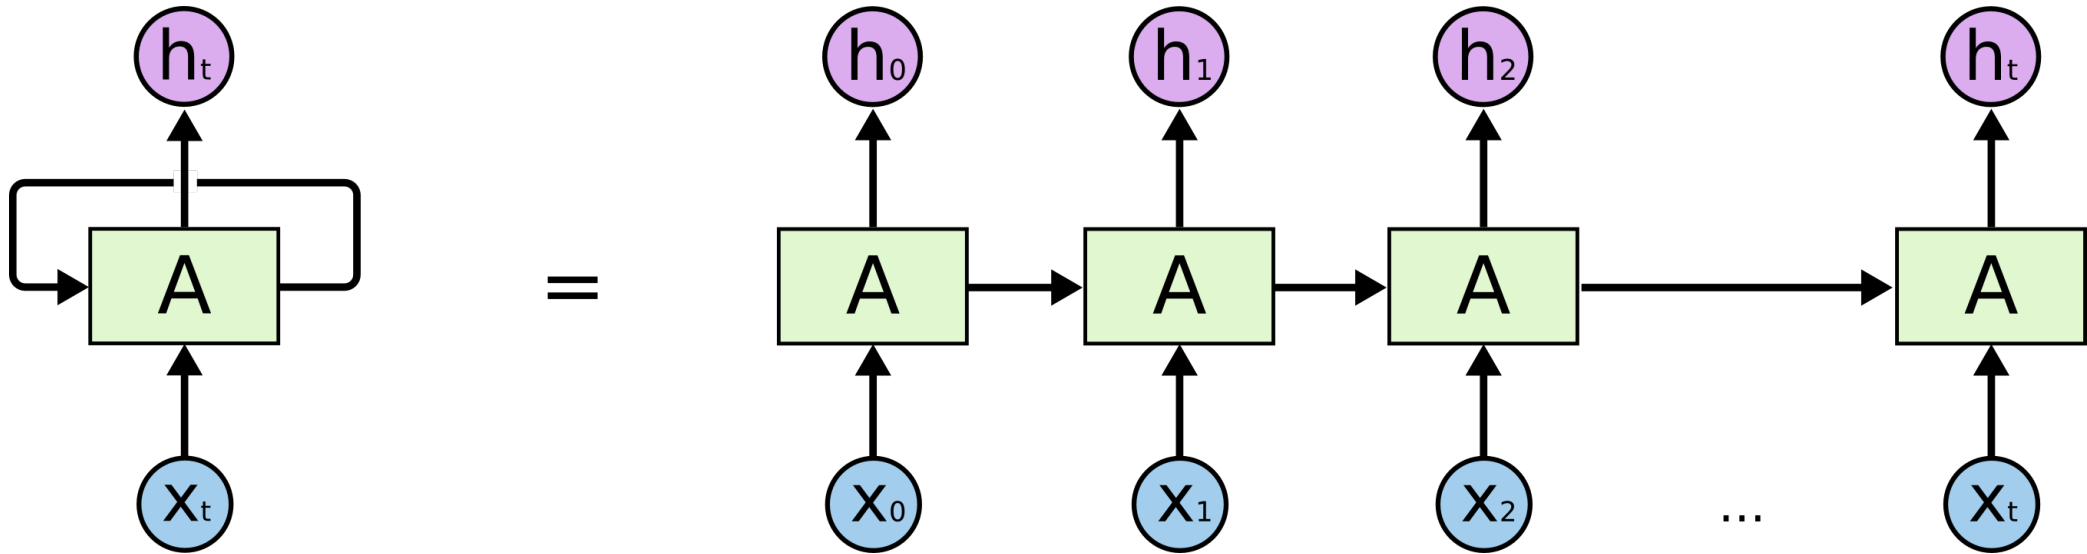 hₜ h₀ h₁ h₂ hₜ
A = A A A A
xₜ x₀ x₁ x₂ ... xₜ